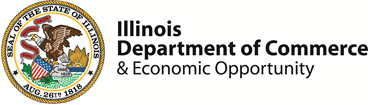 SEAL OF THE STATE OF ILLINOIS
AUG. 26TH 1818
Illinois
Department of Commerce
& Economic Opportunity